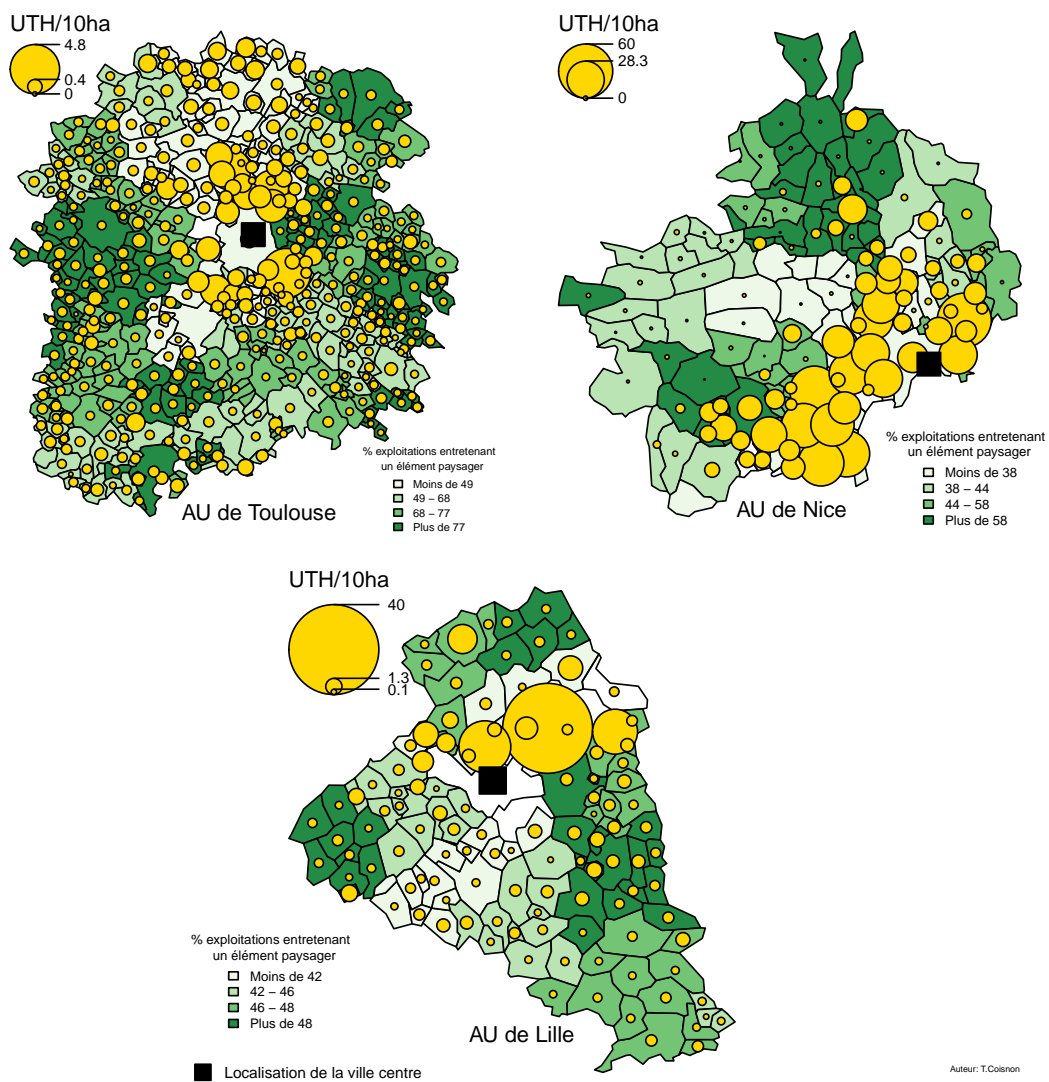 UTH/10ha
4.8
0.4
0
% exploitations entretenant
un élément paysager
Moins de 49
49 – 68
68 – 77
Plus de 77
AU de Toulouse
UTH/10ha
60
28.3
0
% exploitations entretenant
un élément paysager
Moins de 38
38 – 44
44 – 58
Plus de 58
AU de Nice
UTH/10ha
40
1.3
0.1
% exploitations entretenant
un élément paysager
Moins de 42
42 – 46
46 – 48
Plus de 48
AU de Lille
Localisation de la ville centre
Auteur: T.Coisnon